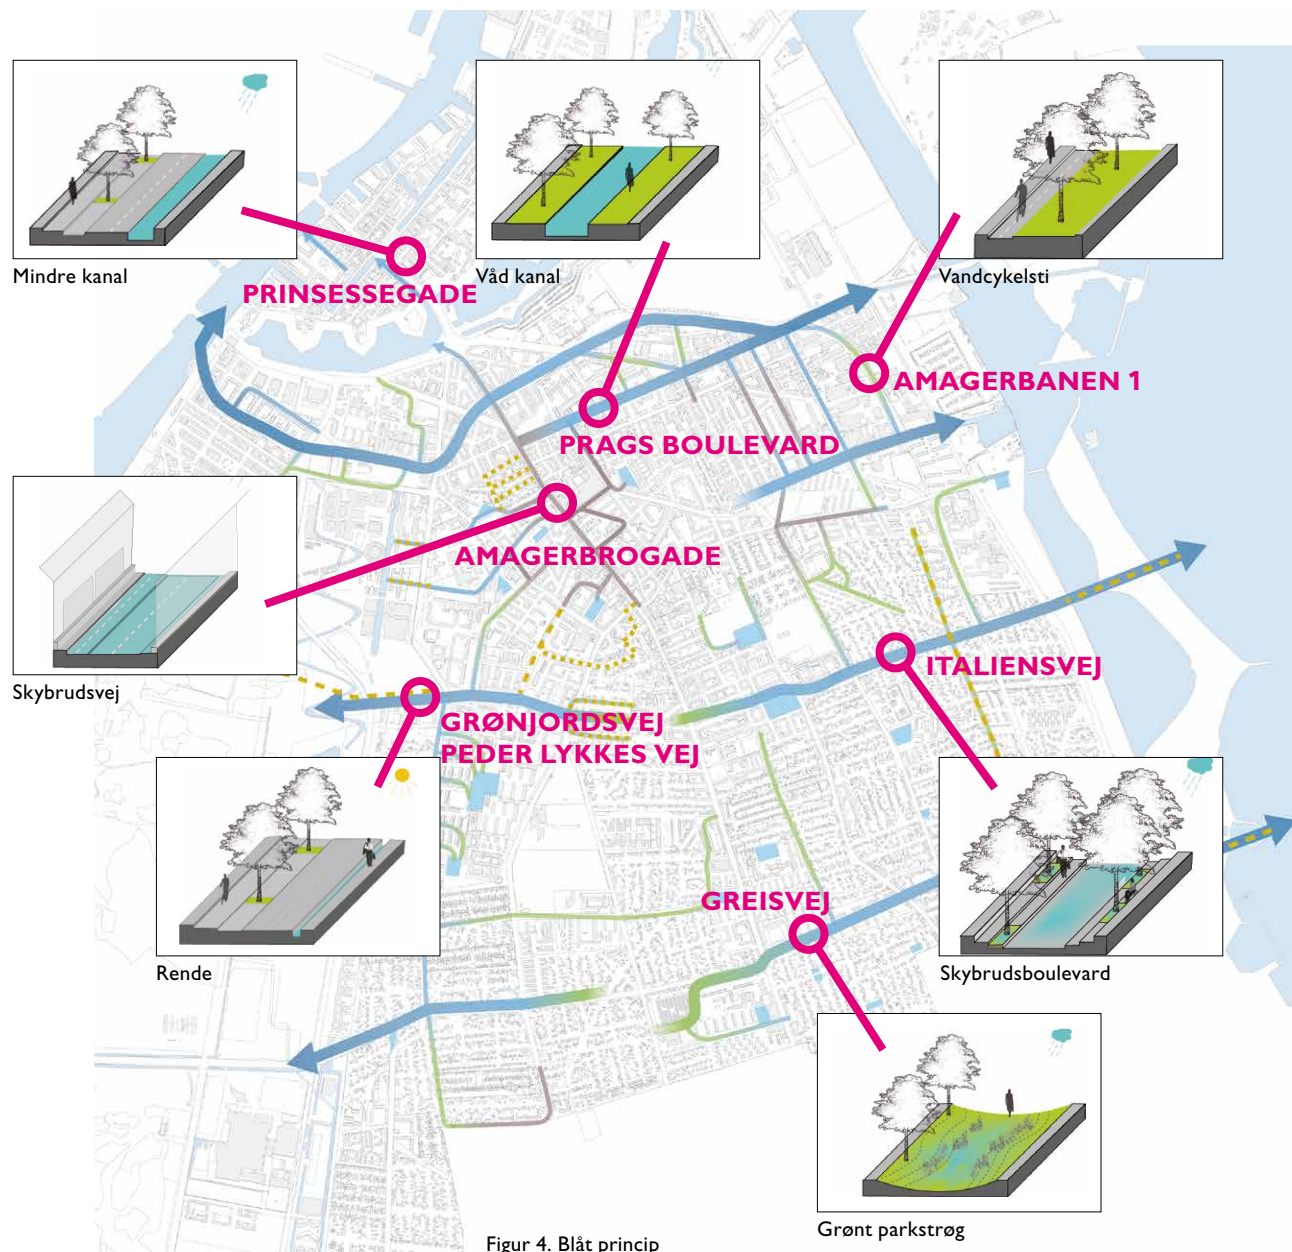 Mindre kanal
Våd kanal
Vandcykelsti
PRINSESSEGADE
AMAGERBANEN 1
PRAGS BOULEVARD
AMAGERBROGADE
Skybrudsvej
ITALIENSVEJ
GRØNJORDSVEJ
PEDER LYKKES VEJ
GREISVEJ
Rende
Skybrudsboulevard
Grønt parkstrøg
Figur 4. Blåt princip